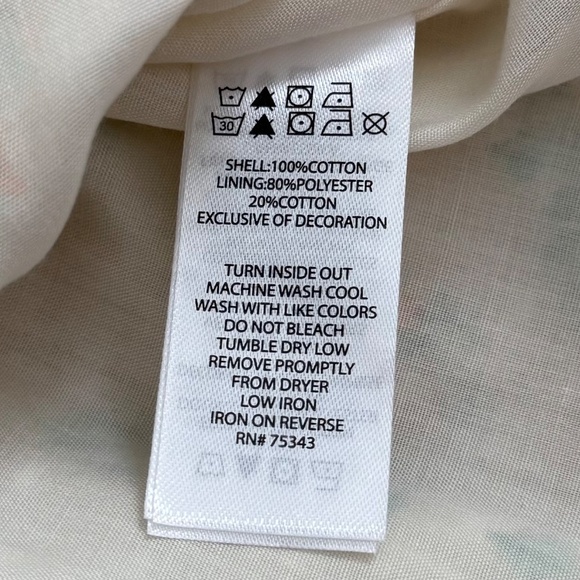 30
SHELL:100%COTTON
LINING:80%POLYESTER
20%COTTON
EXCLUSIVE OF DECORATION
TURN INSIDE OUT
MACHINE WASH COOL
WASH WITH LIKE COLORS
DO NOT BLEACH
TUMBLE DRY LOW
REMOVE PROMPTLY
FROM DRYER
LOW IRON
IRON ON REVERSE
RN# 75343